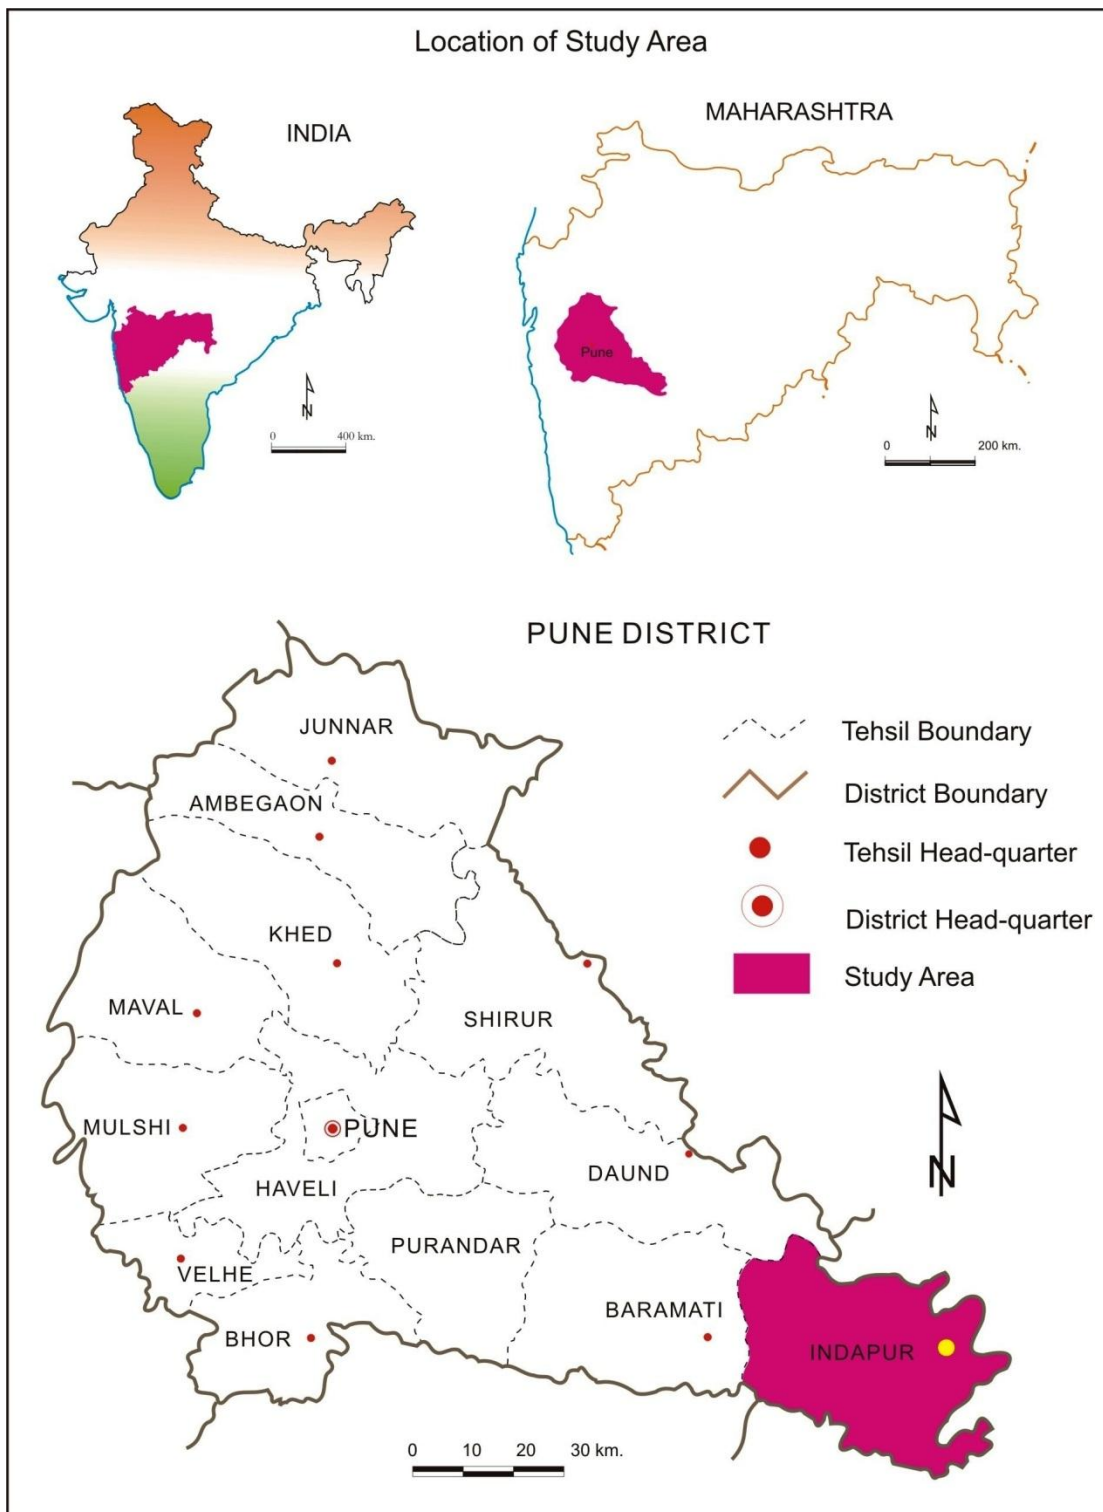 Location of Study Area
INDIA
N
0 400 km.
MAHARASHTRA
Pune
N
0 200 km.
PUNE DISTRICT
JUNNAR
AMBEGAON
KHED
MAVAL
SHIRUR
MULSHI
PUNE
HAVELI
DAUND
PURANDAR
VELHE
BARAMATI
BHOR
INDAPUR
Tehsil Boundary
District Boundary
Tehsil Head-quarter
District Head-quarter
Study Area
N
0 10 20 30 km.